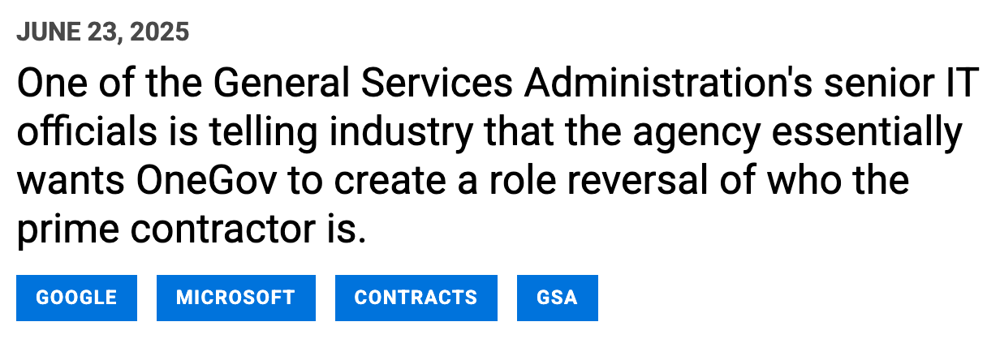 JUNE 23, 2025
One of the General Services Administration's senior IT
officials is telling industry that the agency essentially
wants OneGov to create a role reversal of who the
prime contractor is.
GOOGLE MICROSOFT CONTRACTS GSA